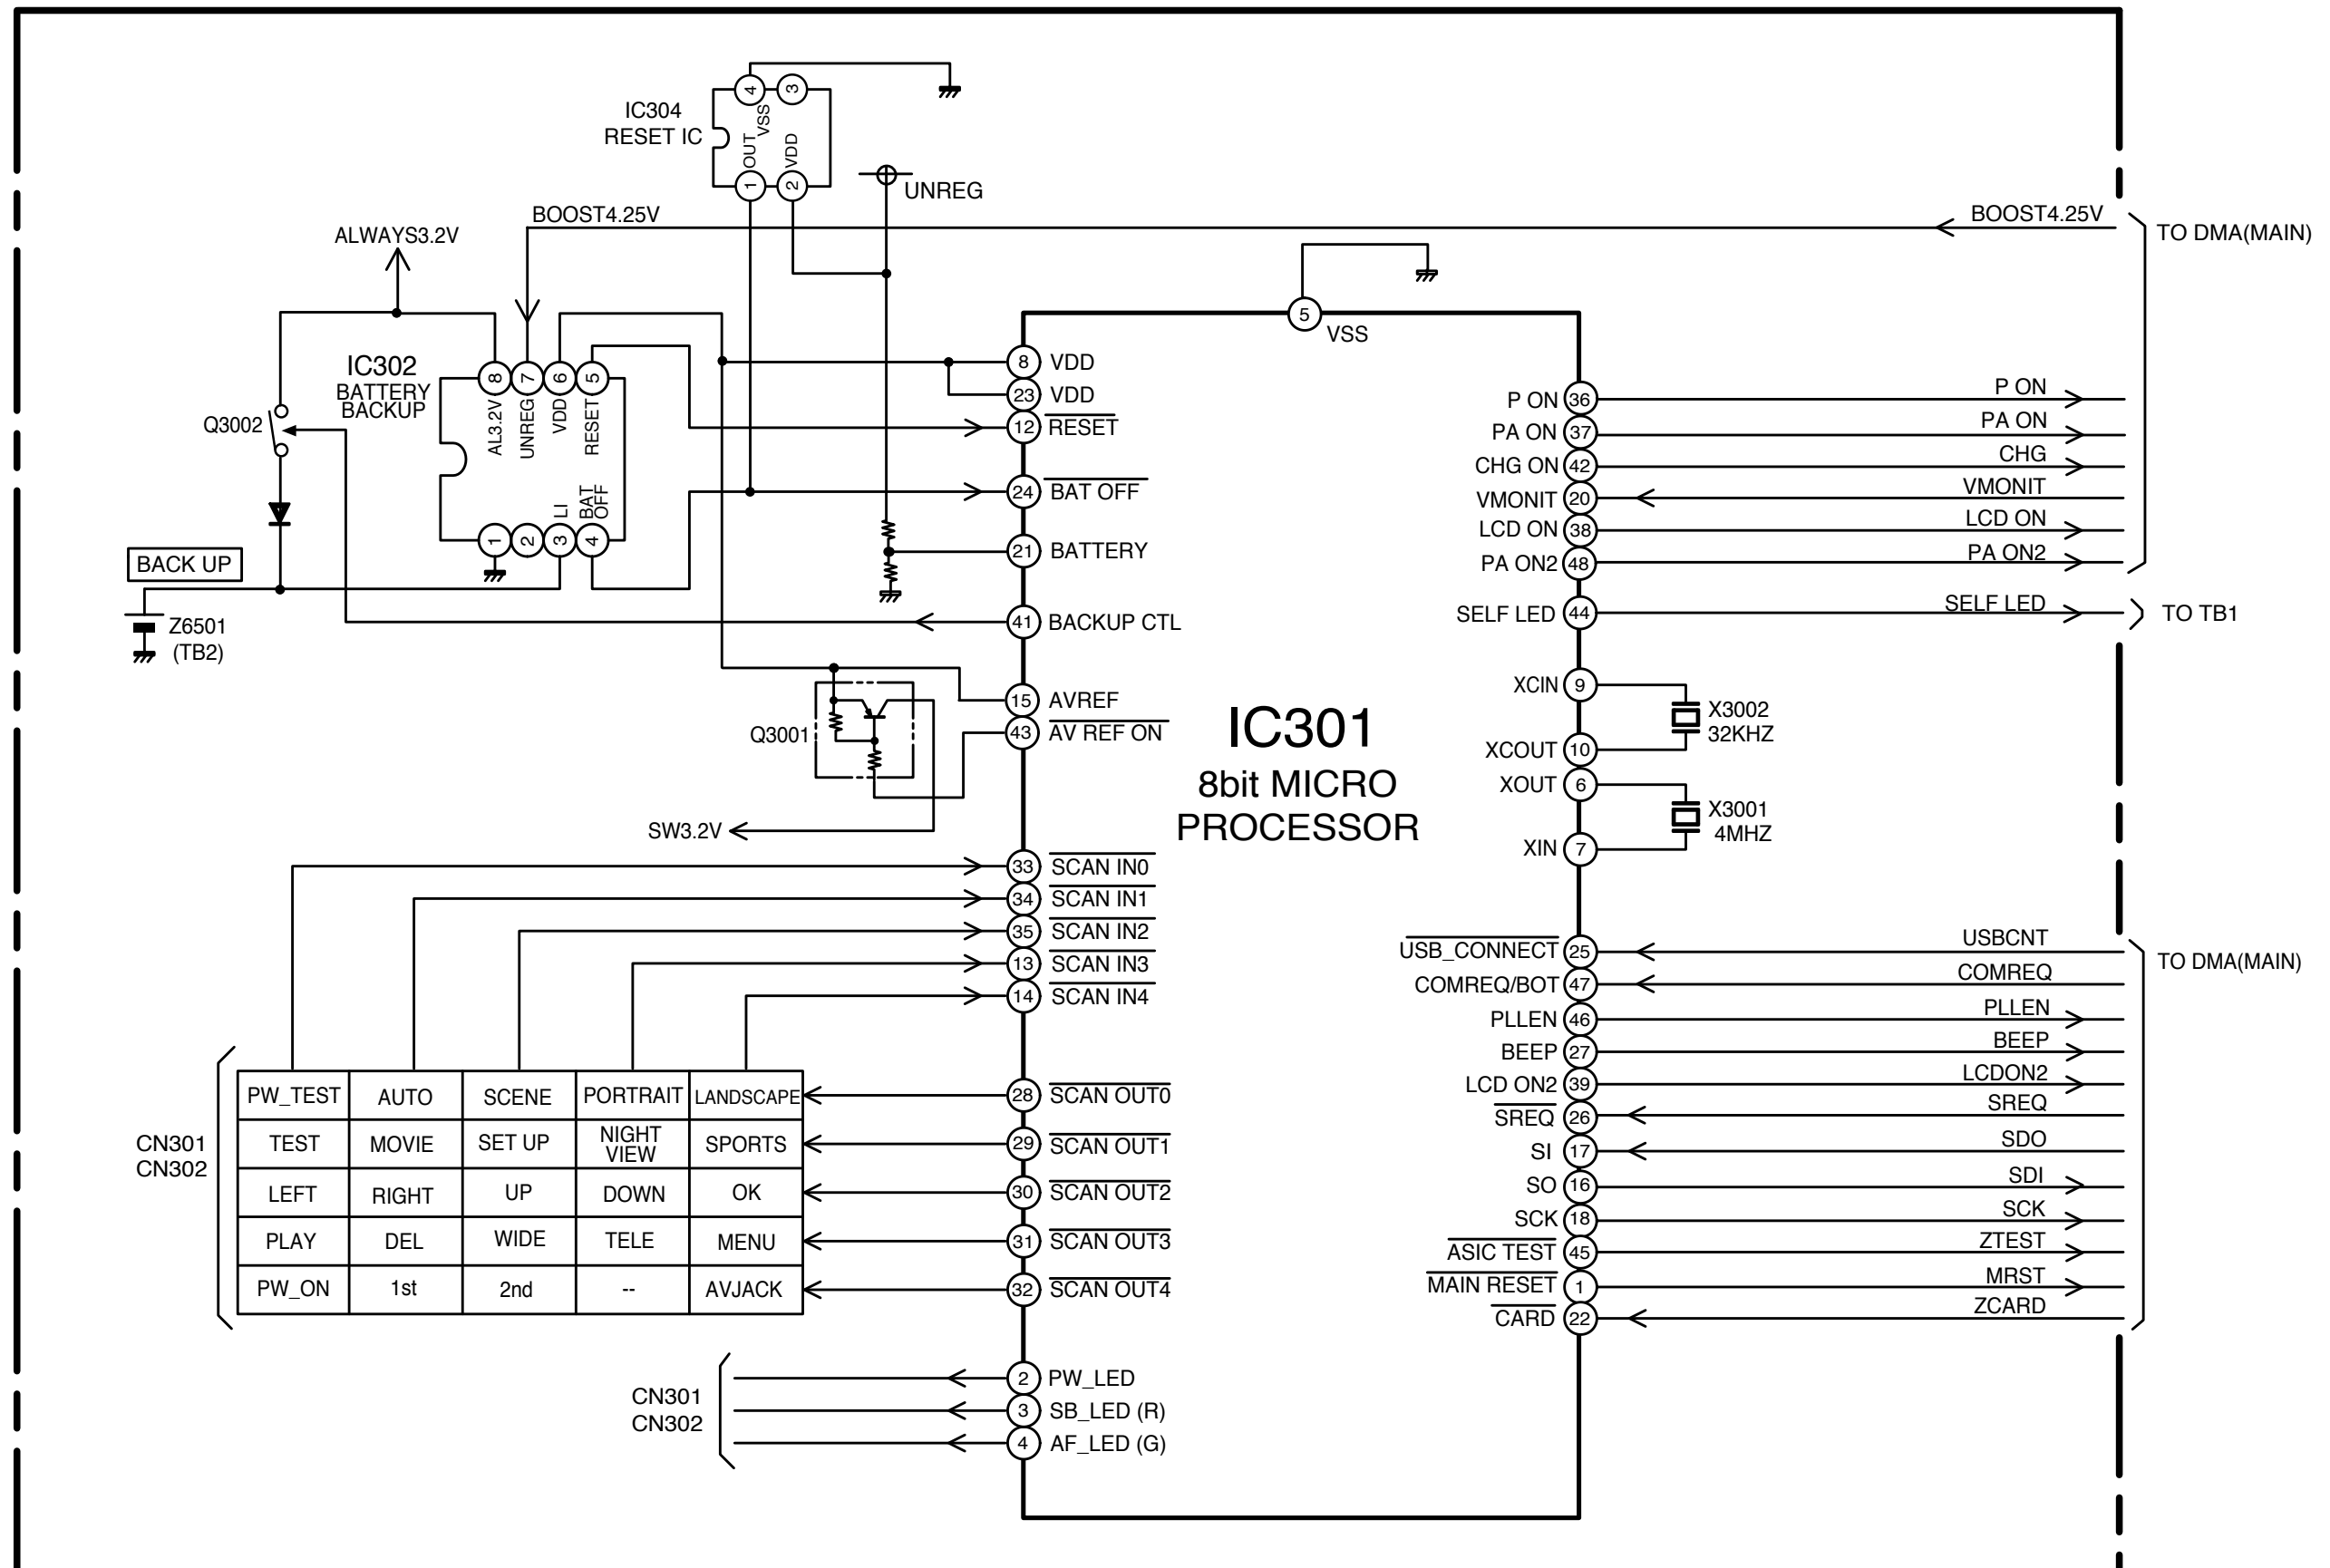 IC304
RESET IC
4
3
VSS
OUT
VDD
1
2
UNREG
BOOST4.25V
BOOST4.25V
TO DMA(MAIN)
ALWAYS3.2V
5
VSS
IC302
BATTERY
BACKUP
8
7
6
5
AL3.2V
UNREG
VDD
RESET
LI
BAT
OFF
1
2
3
4
Q3002
BACK UP
Z6501
(TB2)
8 VDD
23 VDD
12 RESET
24 BAT OFF
21 BATTERY
41 BACKUP CTL
15 AVREF
43 AV REF ON
Q3001
SW3.2V
IC301
8bit MICRO
PROCESSOR
P ON 36 P ON
PA ON 37 PA ON
CHG ON 42 CHG
VMONIT 20 VMONIT
LCD ON 38 LCD ON
PA ON2 48 PA ON2
SELF LED 44 SELF LED
TO TB1
XCIN 9
X3002
32KHZ
XCOUT 10
XOUT 6
X3001
4MHZ
XIN 7
33 SCAN IN0
34 SCAN IN1
35 SCAN IN2
13 SCAN IN3
14 SCAN IN4
USB_CONNECT 25 USBCNT
TO DMA(MAIN)
COMREQ/BOT 47 COMREQ
PLLEN 46 PLLEN
BEEP 27 BEEP
LCD ON2 39 LCDON2
SREQ 26 SREQ
SI 17 SDO
SO 16 SDI
SCK 18 SCK
ASIC TEST 45 ZTEST
MAIN RESET 1 MRST
CARD 22 ZCARD
CN301
CN302
PW_TEST AUTO SCENE PORTRAIT LANDSCAPE 28 SCAN OUT0
TEST MOVIE SET UP NIGHT VIEW SPORTS 29 SCAN OUT1
LEFT RIGHT UP DOWN OK 30 SCAN OUT2
PLAY DEL WIDE TELE MENU 31 SCAN OUT3
PW_ON 1st 2nd -- AVJACK 32 SCAN OUT4
CN301
CN302
2 PW_LED
3 SB_LED (R)
4 AF_LED (G)